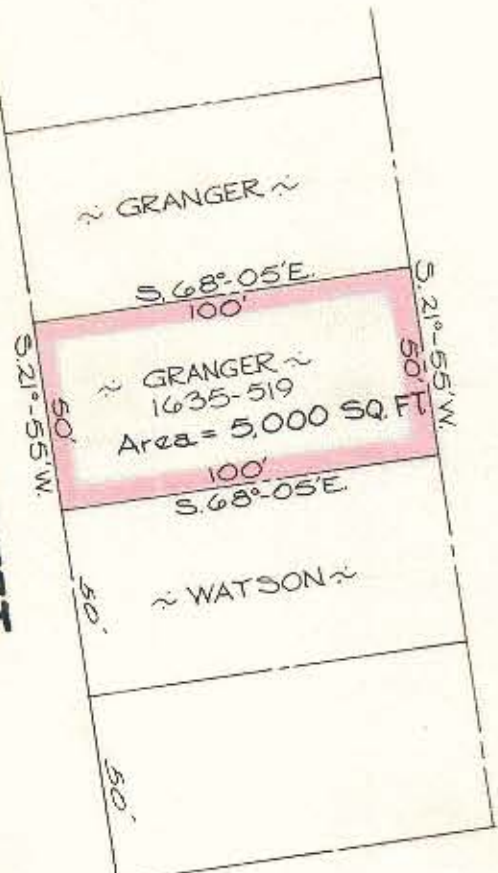 ~ GRANGER ~
S. 68°-05'E.
100'
S. 21°-55'W.
50'
~ GRANGER ~
1635-519
Area = 5,000 SQ. FT
50'
S. 21°-55'W.
100'
S. 68°-05'E.
50'
~ WATSON ~
50'